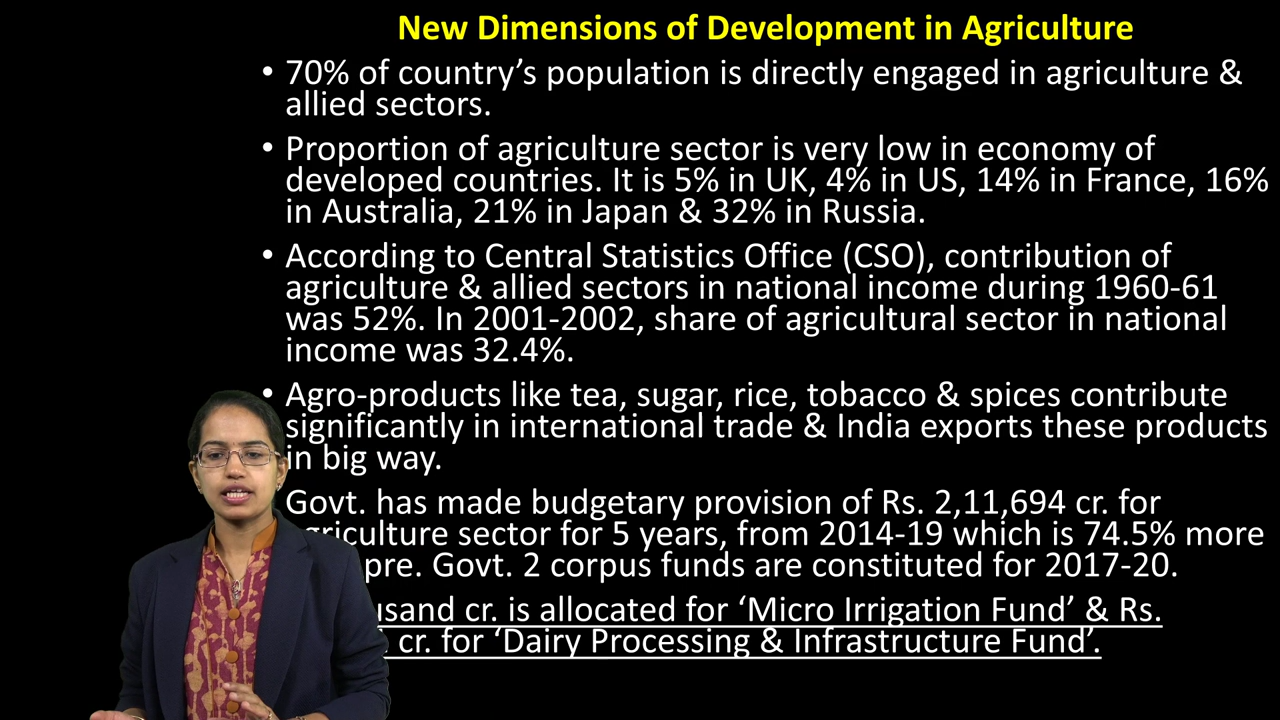 New Dimensions of Development in Agriculture
• 70% of country's population is directly engaged in agriculture &
allied sectors.
• Proportion of agriculture sector is very low in economy of
developed countries. It is 5% in UK, 4% in US, 14% in France, 16%
in Australia, 21% in Japan & 32% in Russia.
• According to Central Statistics Office (CSO), contribution of
agriculture & allied sectors in national income during 1960-61
was 52%. In 2001-2002, share of agricultural sector in national
income was 32.4%.
• Agro-products like tea, sugar, rice, tobacco & spices contribute
significantly in international trade & India exports these products
in big way.
Govt. has made budgetary provision of Rs. 2,11,694 cr. for
agriculture sector for 5 years, from 2014-19 which is 74.5% more
pre. Govt. 2 corpus funds are constituted for 2017-20.
cr. is allocated for ‘Micro Irrigation Fund’ & Rs.
cr. for ‘Dairy Processing & Infrastructure Fund’.